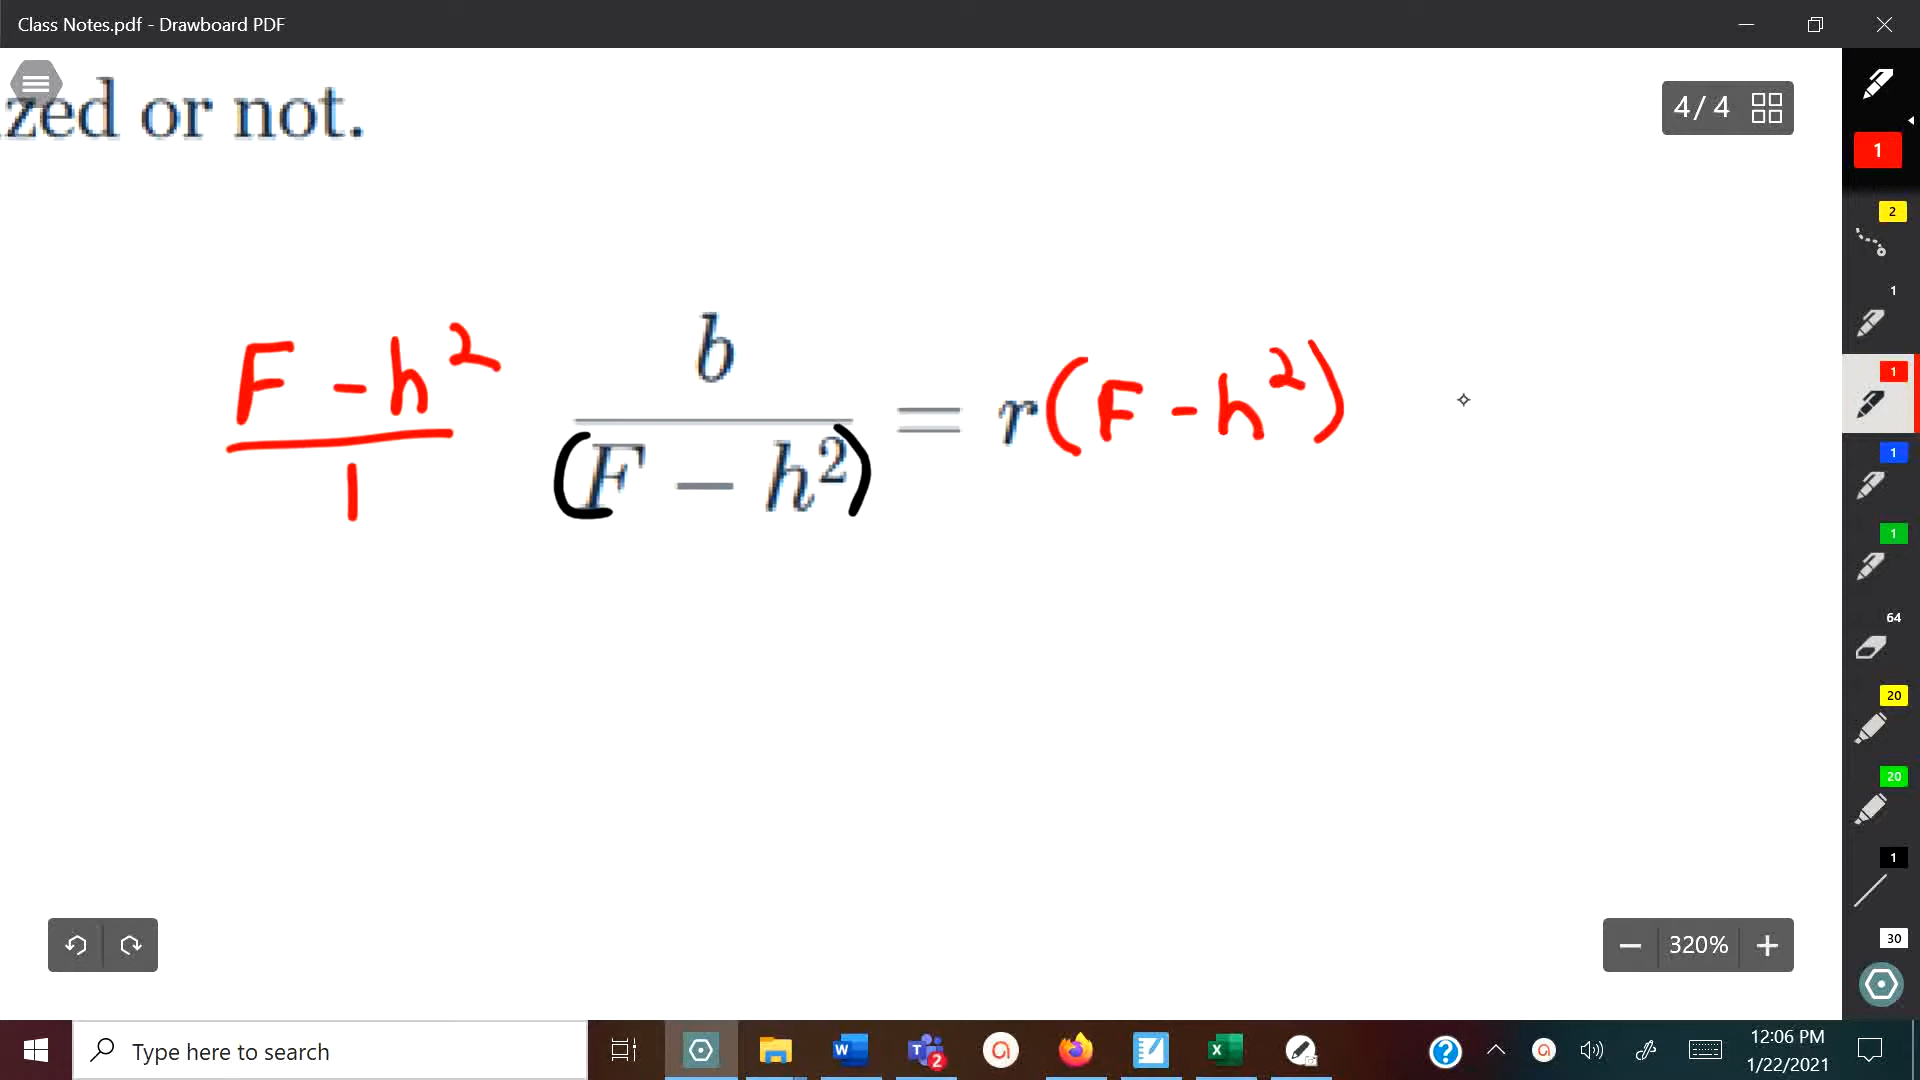 Class Notes.pdf - Drawboard PDF
zed or not.
4 / 4
1
2
1
1
1
1
64
20
20
1
30
F - h² / 1 b / (F - h²) = r(F - h²)
320%
Type here to search
W
T
2
a
X
?
a
12:06 PM
1/22/2021